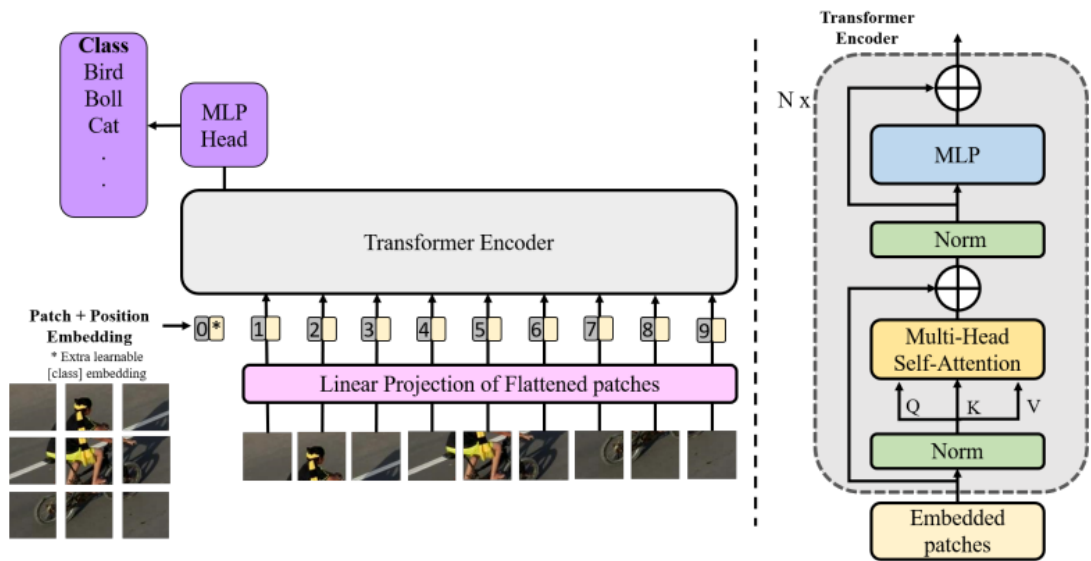 Class
Bird
Boll
Cat
.
.
MLP
Head
Transformer Encoder
Patch + Position
Embedding
* Extra learnable
[class] embedding
0 *
1
2
3
4
5
6
7
8
9
Linear Projection of Flattened patches
Transformer
Encoder
N x
MLP
Norm
Multi-Head
Self-Attention
Q
K
V
Norm
Embedded
patches